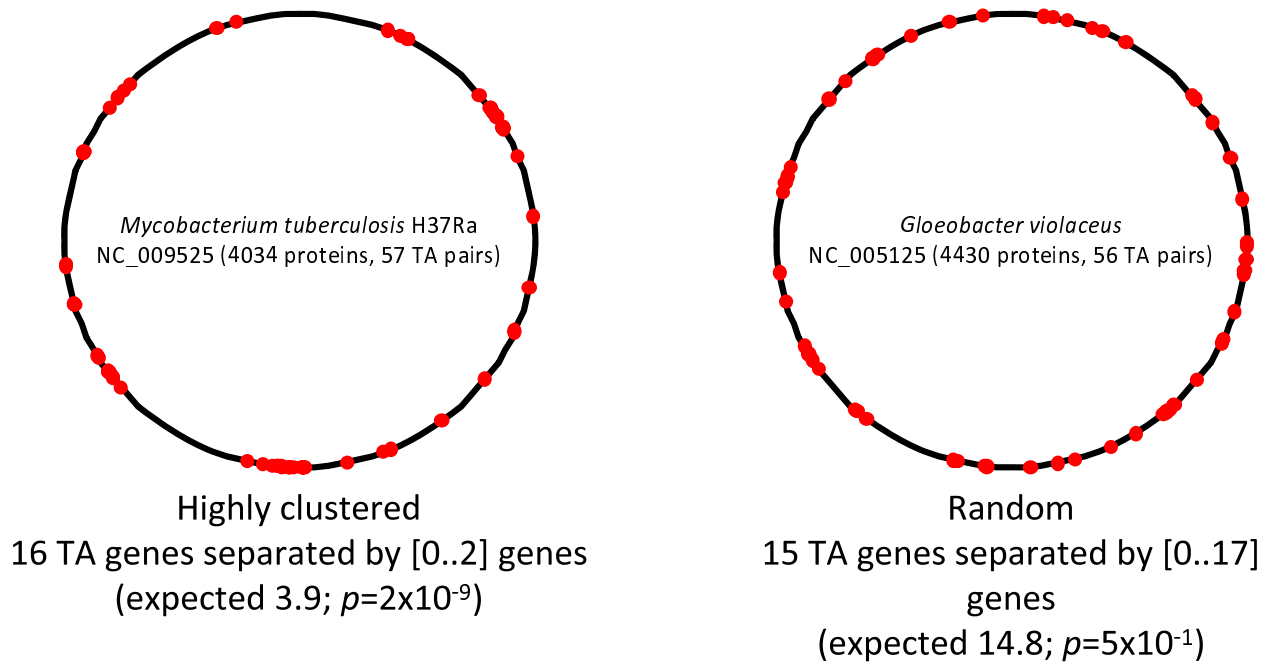 Mycobacterium tuberculosis H37Ra
NC_009525 (4034 proteins, 57 TA pairs)
Highly clustered
16 TA genes separated by [0..2] genes
(expected 3.9; p=2x10⁻⁹)
Gloeobacter violaceus
NC_005125 (4430 proteins, 56 TA pairs)
Random
15 TA genes separated by [0..17]
genes
(expected 14.8; p=5x10⁻¹)